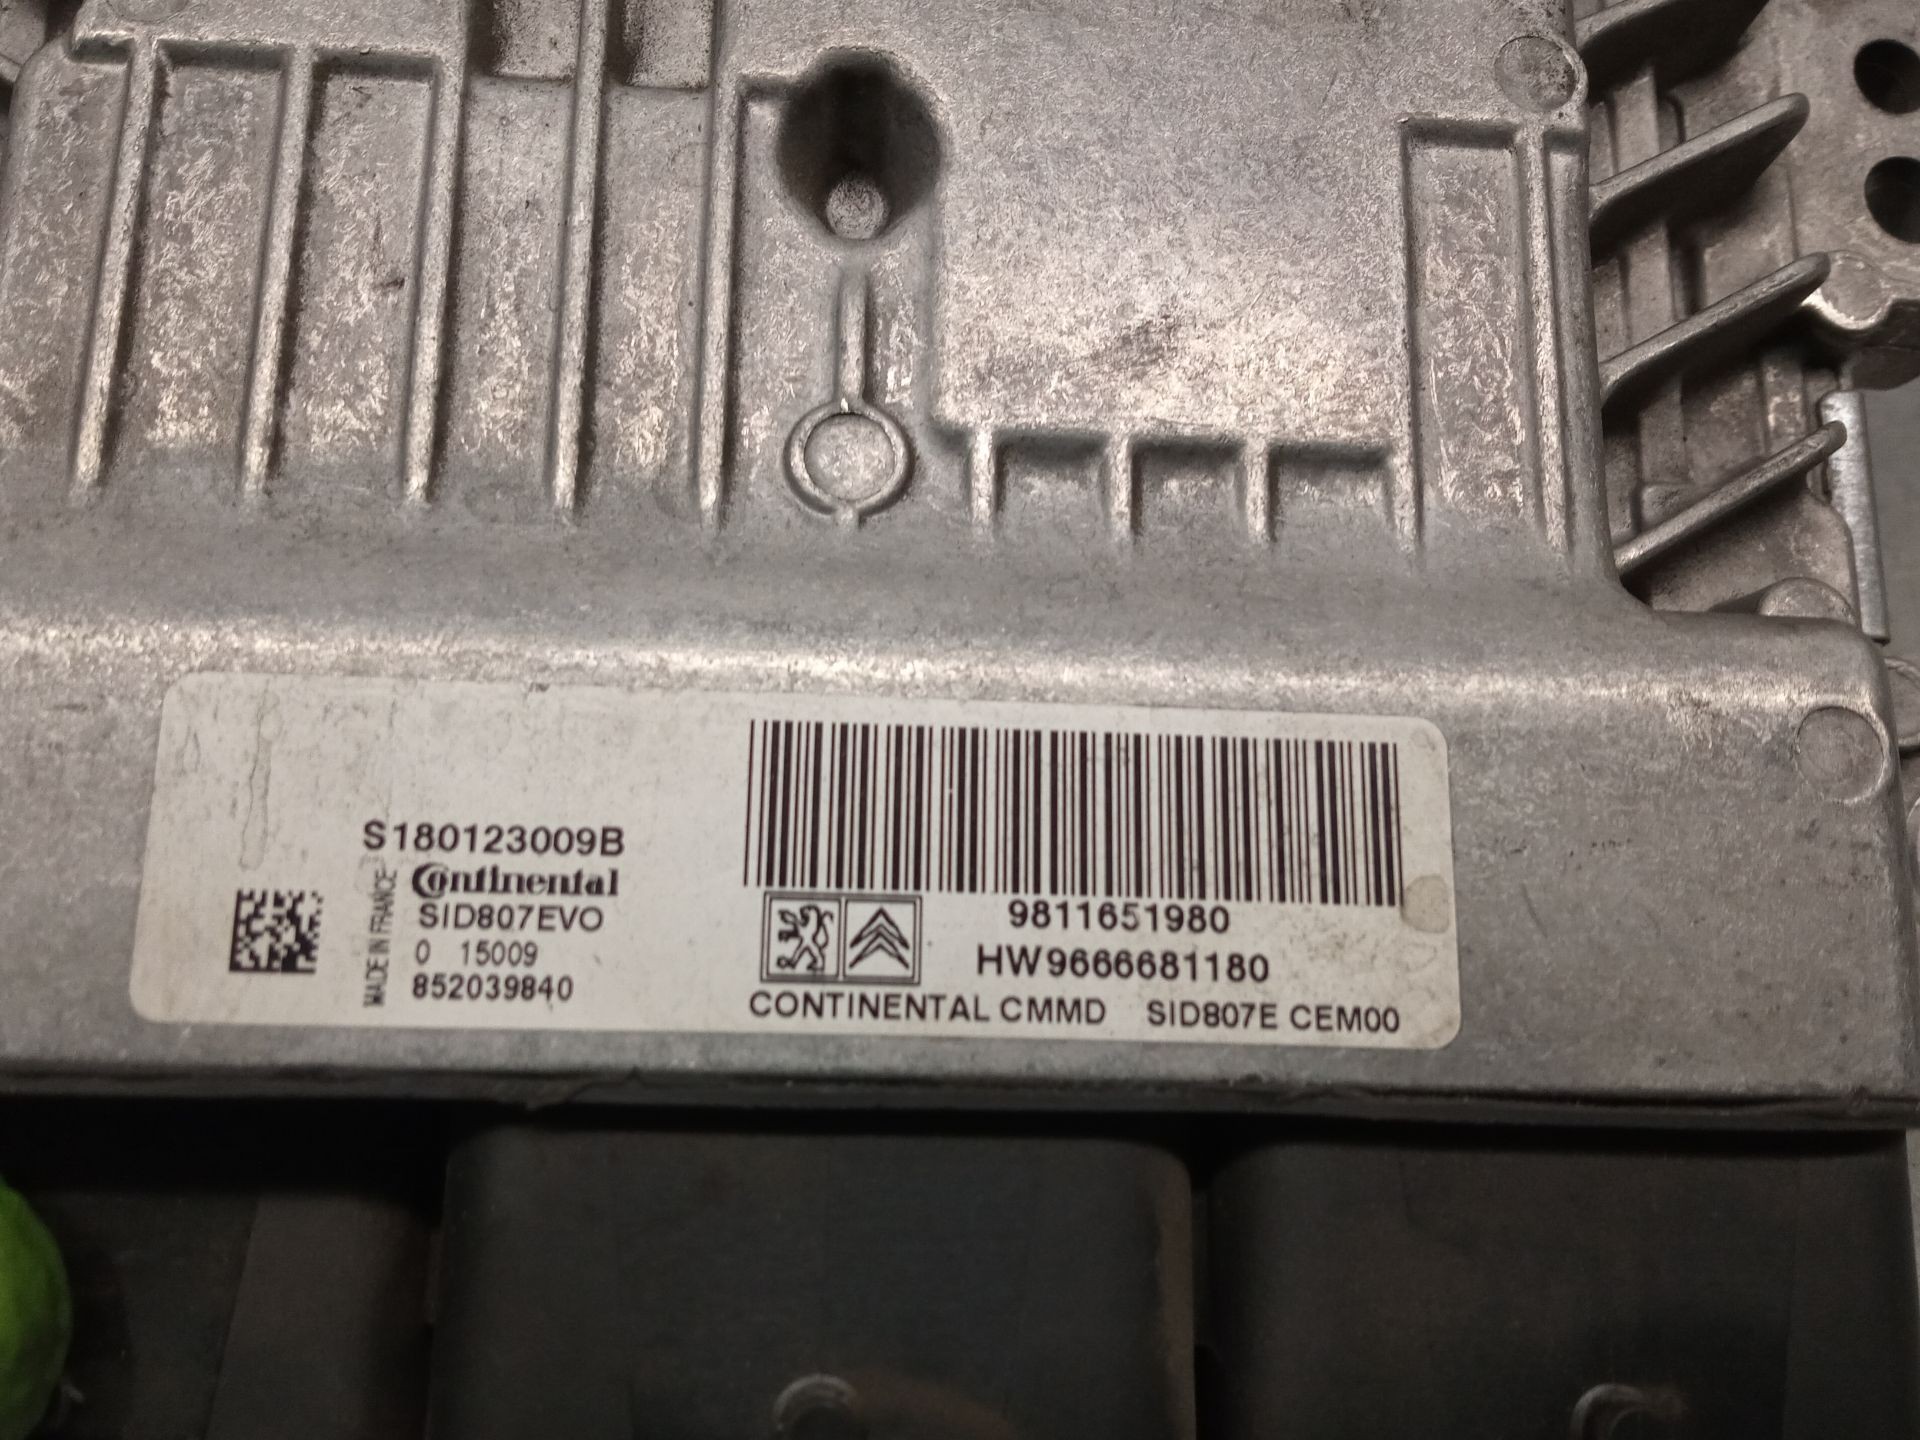 S180123009B
Continental
SID807EVO
0 15009
852039840
MADE IN FRANCE
9811651980
HW9666681180
CONTINENTAL CMMD SID807E CEM00